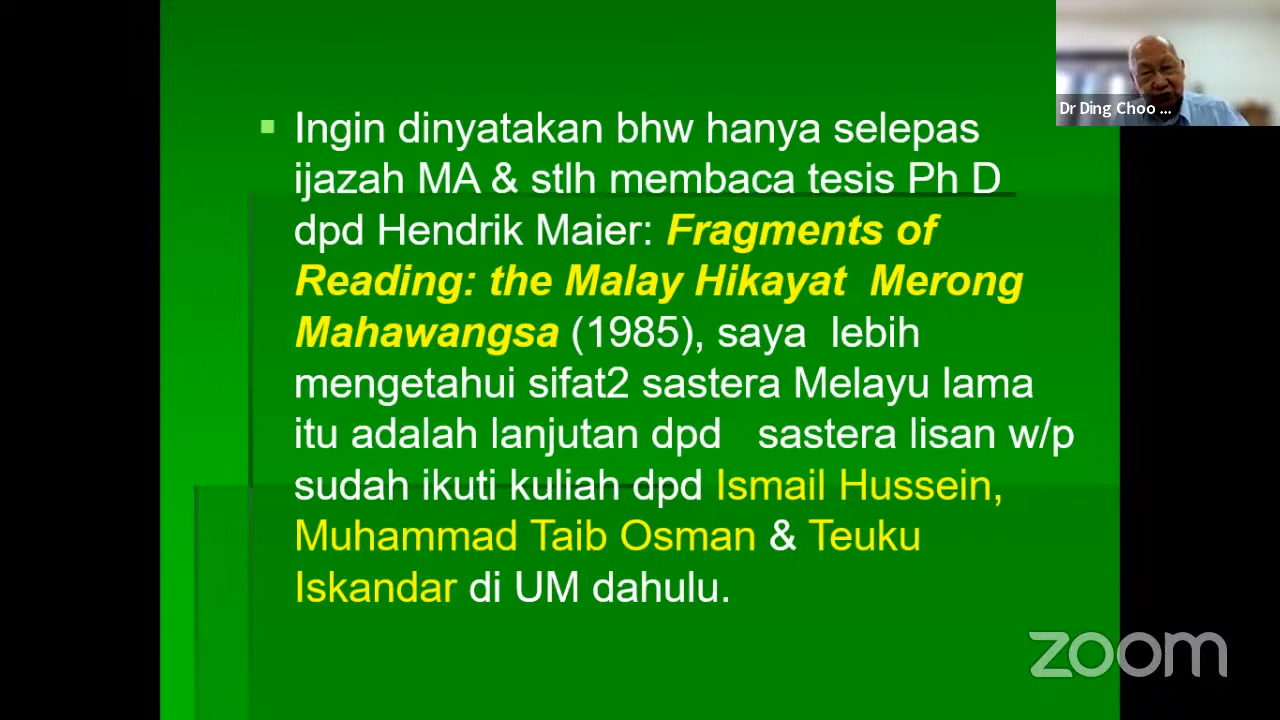 Ingin dinyatakan bhw hanya selepas
ijazah MA & stlh membaca tesis Ph D
dpd Hendrik Maier: Fragments of
Reading: the Malay Hikayat Merong
Mahawangsa (1985), saya lebih
mengetahui sifat2 sastera Melayu lama
itu adalah lanjutan dpd sastera lisan w/p
sudah ikuti kuliah dpd Ismail Hussein,
Muhammad Taib Osman & Teuku
Iskandar di UM dahulu.
Dr Ding Choo ...
zoom